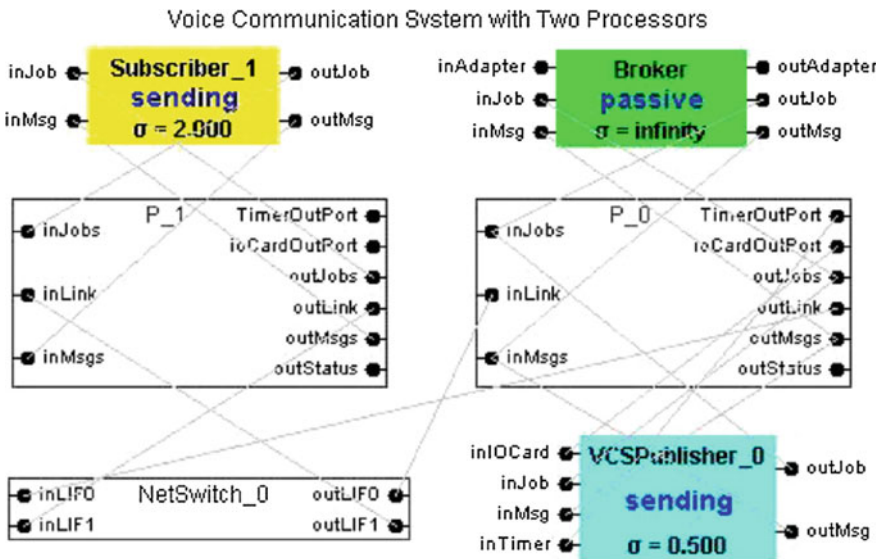 Voice Communication System with Two Processors
inJob
Subscriber_1
outJob
sending
inMsg
σ = 2.000
outMsg
inAdapter
Broker
outAdapter
inJob
passive
outJob
inMsg
σ = infinity
outMsg
P_1
TimerOutPort
inJobs
ioCardOutPort
outJobs
inLink
outLink
outMsgs
inMsgs
outStatus
P_0
TimerOutPort
inJobs
ioCardOutPort
outJobs
inLink
outLink
outMsgs
inMsgs
outStatus
inLIF0
NetSwitch_0
outLIF0
inLIF1
outLIF1
inIOCard
VCSPublisher_0
outJob
inJob
sending
inMsg
outMsg
inTimer
σ = 0.500